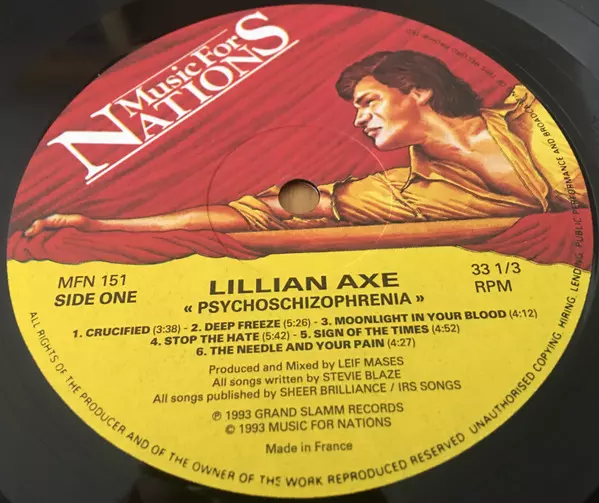 Music For
NATIONS
MFN 151
SIDE ONE
33 1/3
RPM
LILLIAN AXE
« PSYCHOSCHIZOPHRENIA »
1. CRUCIFIED (3:38) - 2. DEEP FREEZE (5:26) - 3. MOONLIGHT IN YOUR BLOOD (4:12)
4. STOP THE HATE (5:42) - 5. SIGN OF THE TIMES (4:52)
6. THE NEEDLE AND YOUR PAIN (4:27)
Produced and Mixed by LEIF MASES
All songs written by STEVIE BLAZE
All songs published by SHEER BRILLIANCE / IRS SONGS
℗ 1993 GRAND SLAMM RECORDS
© 1993 MUSIC FOR NATIONS
Made in France
ALL RIGHTS OF THE PRODUCER AND OF THE OWNER OF THE WORK REPRODUCED RESERVED. UNAUTHORISED COPYING, HIRING, LENDING, PUBLIC PERFORMANCE AND BROADCASTING